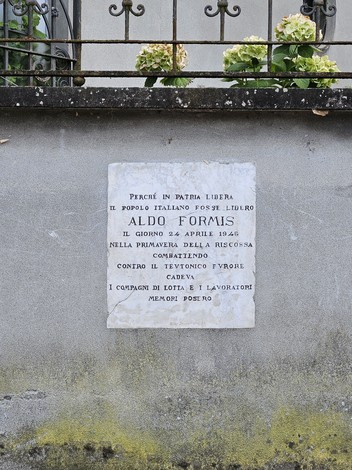 PERCHÉ IN PATRIA LIBERA
IL POPOLO ITALIANO FOSSE LIBERO
ALDO FORMIS
IL GIORNO 24 APRILE 1945
NELLA PRIMAVERA DELLA RISCOSSA
COMBATTENDO
CONTRO IL TEUTONICO FURORE
CADEVA
I COMPAGNI DI LOTTA E I LAVORATORI
MEMORI POSERO